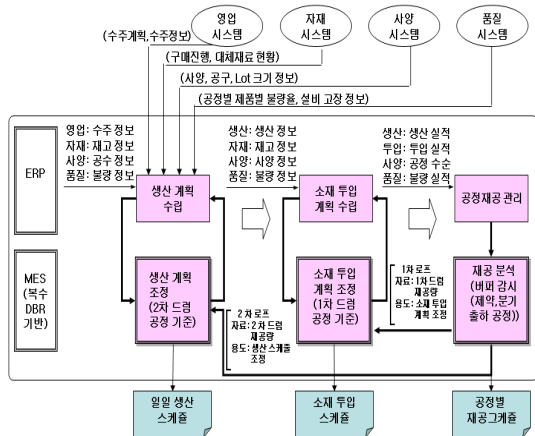 영업
시스템
자재
시스템
사양
시스템
품질
시스템
(수주계획,수주정보)
(구매진행, 대체재료 현황)
(사양, 공구, Lot 크기 정보)
(공정별 제품별 불량율, 설비 고장 정보)
ERP
영업: 수주 정보
자재: 재고 정보
사양: 공수 정보
품질: 불량 정보
생산: 생산 정보
자재: 재고 정보
사양: 사양 정보
품질: 불량 정보
생산: 생산 실적
투입: 투입 실적
사양: 공정 수순
품질: 불량 실적
생산 계획
수립
소재 투입
계획 수립
공정재공 관리
MES
(복수
DBR
기반)
생산 계획
조정
(2차 드럼
공정 기준)
2차 로프
자료: 2차 드럼
재공량
용도: 생산 스케쥴
조정
소재 투입
계획 조정
(1차 드럼
공정 기준)
1차 로프
자료: 1차 드럼
재공량
용도: 소재 투입
계획 조정
재공 분석
(버퍼 감시
(제약,분기
출하 공정))
일일 생산
스케쥴
소재 투입
스케쥴
공정별
재공그케쥴